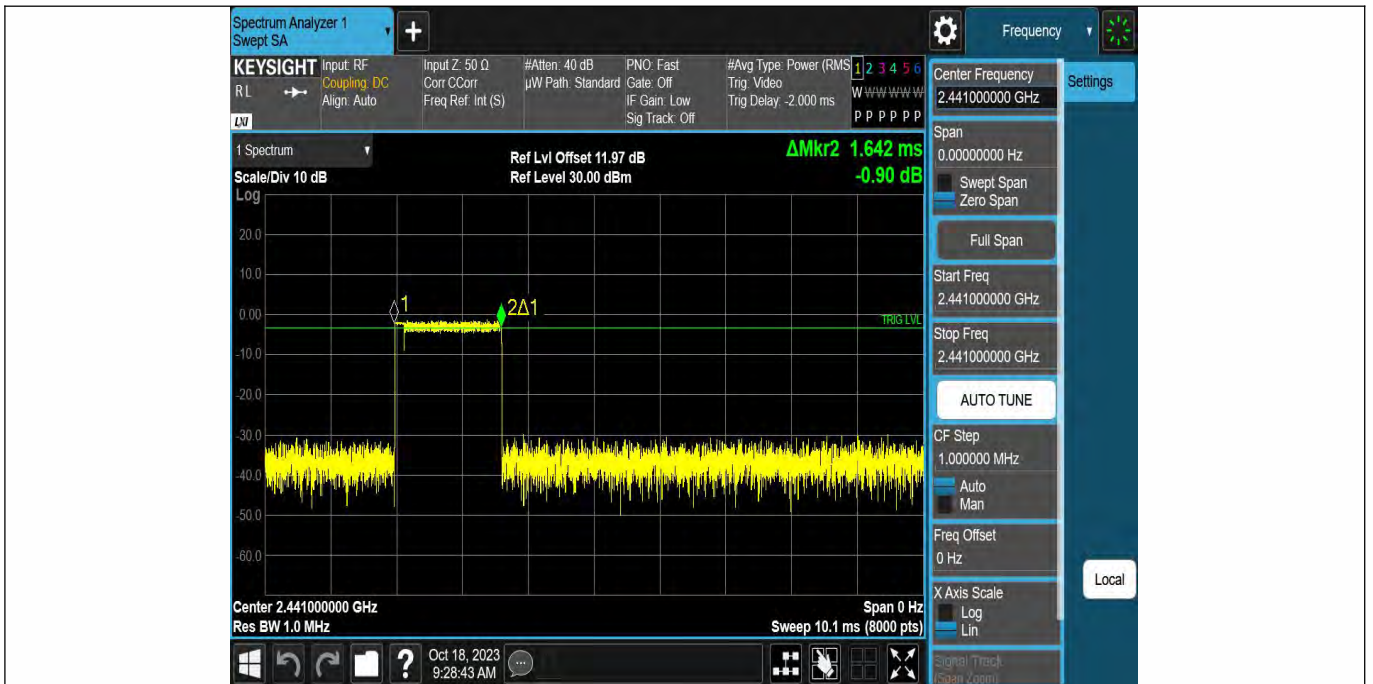 Spectrum Analyzer 1
Swept SA
+
Frequency
KEYSIGHT
RL
LXI
Input: RF
Coupling: DC
Align: Auto
Input Z: 50 Ω
Corr CCorr
Freq Ref: Int (S)
#Atten: 40 dB
µW Path: Standard
PNO: Fast
Gate: Off
IF Gain: Low
Sig Track: Off
#Avg Type: Power (RMS
Trig: Video
Trig Delay: -2.000 ms
1 2 3 4 5 6
W W W W W W
P P P P P P
1 Spectrum
Scale/Div 10 dB
Log
Ref Lvl Offset 11.97 dB
Ref Level 30.00 dBm
ΔMkr2 1.642 ms
-0.90 dB
20.0
10.0
0.00
-10.0
-20.0
-30.0
-40.0
-50.0
-60.0
1
2Δ1
TRIG LVL
Center 2.441000000 GHz
Res BW 1.0 MHz
Span 0 Hz
Sweep 10.1 ms (8000 pts)
Center Frequency
2.441000000 GHz
Settings
Span
0.00000000 Hz
Swept Span
Zero Span
Full Span
Start Freq
2.441000000 GHz
Stop Freq
2.441000000 GHz
AUTO TUNE
CF Step
1.000000 MHz
Auto
Man
Freq Offset
0 Hz
X Axis Scale
Log
Lin
Signal Track
(Span Zoom)
Local
?
Oct 18, 2023
9:28:43 AM